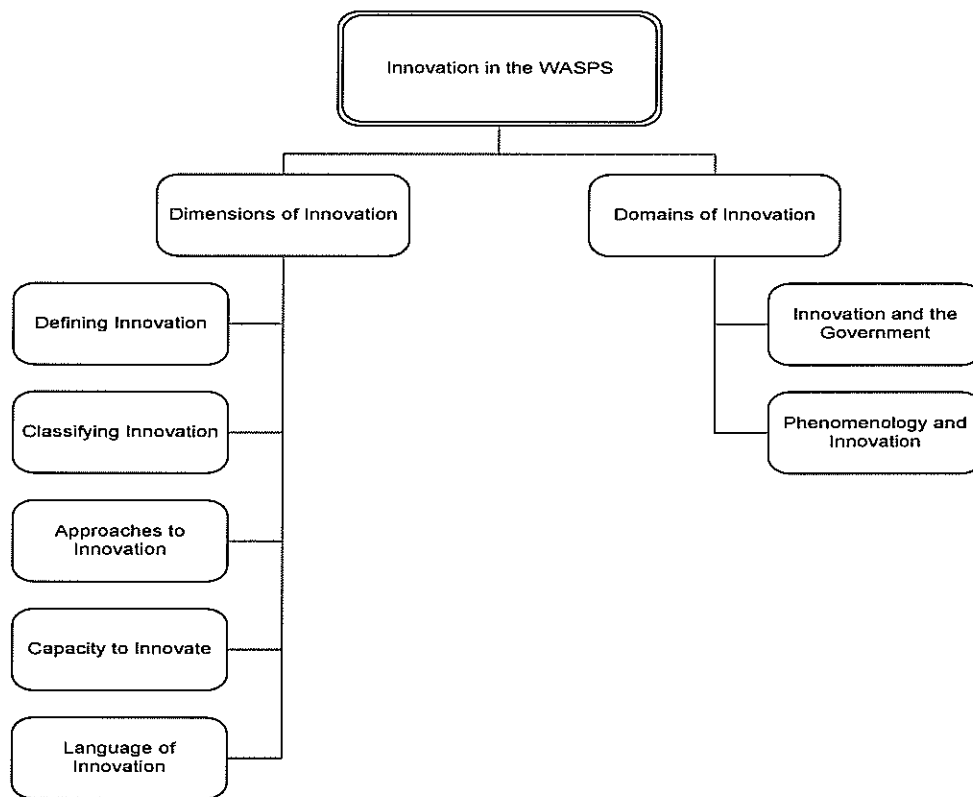 Innovation in the WASPS
Dimensions of Innovation
Domains of Innovation
Defining Innovation
Classifying Innovation
Approaches to
Innovation
Capacity to Innovate
Language of
Innovation
Innovation and the
Government
Phenomenology and
Innovation